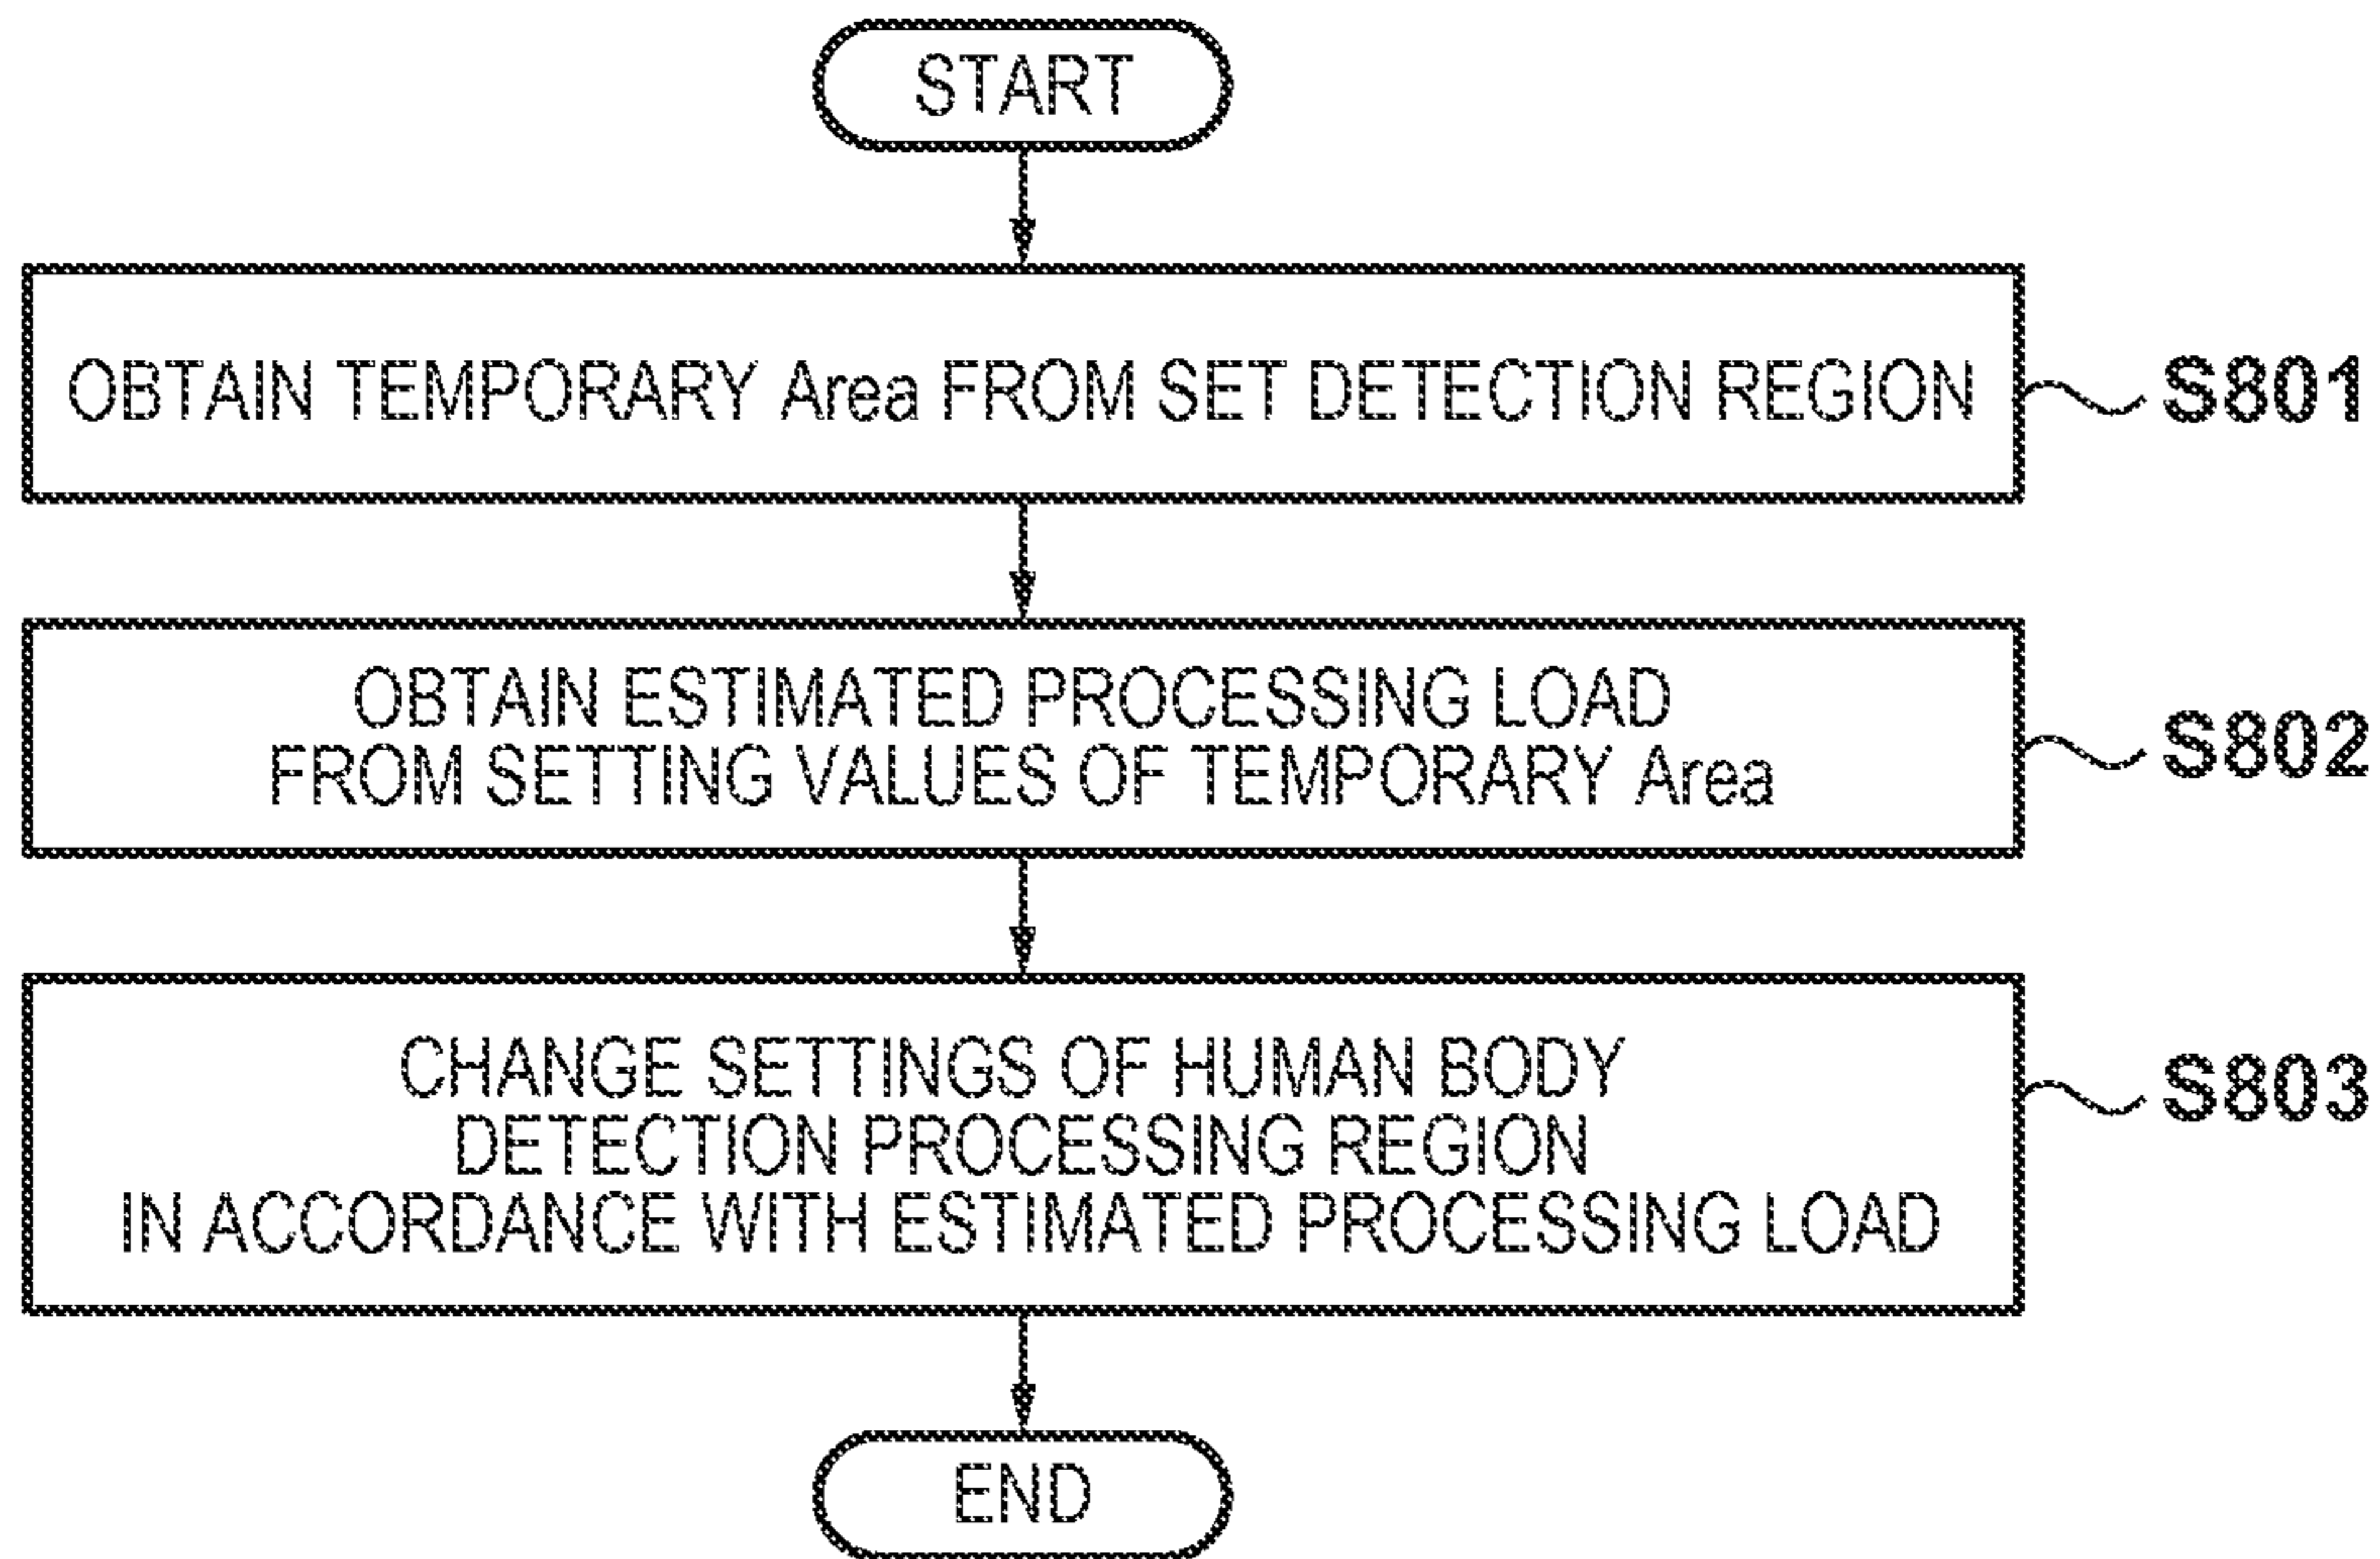 START
OBTAIN TEMPORARY Area FROM SET DETECTION REGION
S801
OBTAIN ESTIMATED PROCESSING LOAD
FROM SETTING VALUES OF TEMPORARY Area
S802
CHANGE SETTINGS OF HUMAN BODY
DETECTION PROCESSING REGION
IN ACCORDANCE WITH ESTIMATED PROCESSING LOAD
S803
END